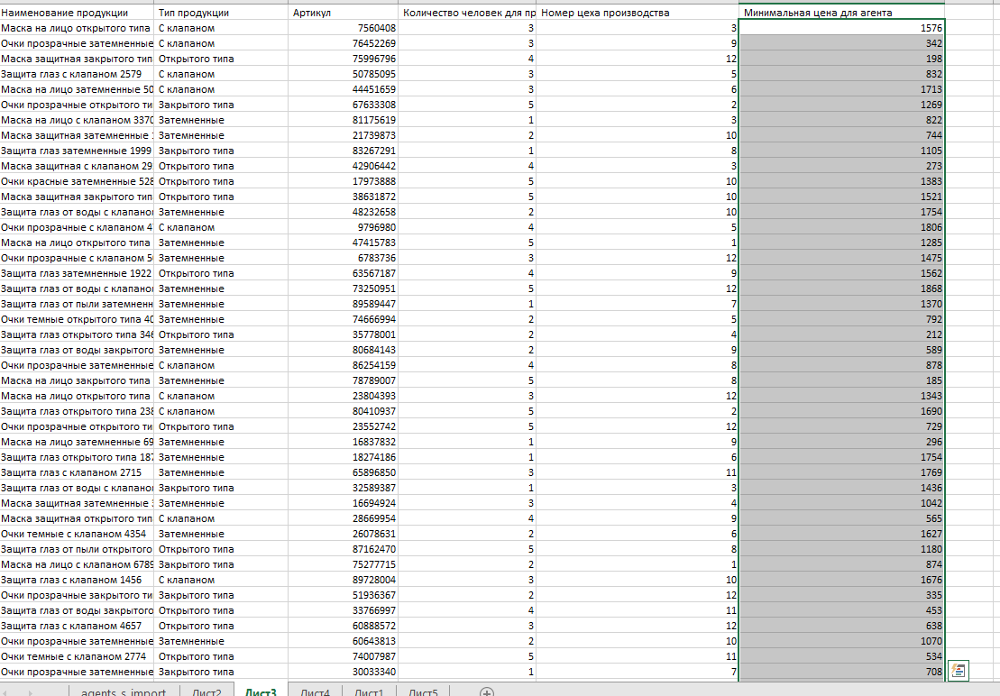 Наименование продукции Тип продукции Артикул Количество человек для пр Номер цеха производства Минимальная цена для агента
Маска на лицо открытого типа С клапаном 7560408 3 3 1576
Очки прозрачные затемненные С клапаном 76452269 3 9 342
Маска защитная закрытого тип Открытого типа 75996796 4 12 198
Защита глаз с клапаном 2579 С клапаном 50785095 3 5 832
Маска на лицо затемненные 50 С клапаном 44451659 3 6 1713
Очки прозрачные открытого ти Закрытого типа 67633308 5 2 1269
Маска на лицо с клапаном 3370 Затемненные 81175619 1 3 822
Маска защитная затемненные Затемненные 21739873 2 10 744
Защита глаз затемненные 1999 Закрытого типа 83267291 1 8 1105
Маска защитная с клапаном 29 Открытого типа 42906442 4 3 273
Очки красные затемненные 528 Открытого типа 17973888 5 10 1383
Маска защитная закрытого тип Открытого типа 38631872 5 10 1521
Защита глаз от воды с клапано Затемненные 48232658 2 10 1754
Очки прозрачные с клапаном 4 С клапаном 9796980 4 5 1806
Маска на лицо открытого типа Затемненные 47415783 5 1 1285
Очки прозрачные с клапаном 5 Затемненные 6783736 3 12 1475
Защита глаз затемненные 1922 Открытого типа 63567187 4 9 1562
Защита глаз от воды с клапано Затемненные 73250951 5 12 1868
Защита глаз от пыли затемненн Затемненные 89589447 1 7 1370
Очки темные открытого типа 40 Затемненные 74666994 2 5 792
Защита глаз открытого типа 346 Открытого типа 35778001 2 4 212
Защита глаз от воды закрытого Затемненные 80684143 2 9 589
Очки прозрачные затемненные С клапаном 86254159 4 8 878
Маска на лицо закрытого типа Затемненные 78789007 5 8 185
Маска на лицо открытого типа С клапаном 23804393 3 12 1343
Защита глаз открытого типа 238 С клапаном 80410937 5 2 1690
Очки прозрачные открытого ти Открытого типа 23552742 5 12 729
Маска на лицо затемненные 69 Затемненные 16837832 1 9 296
Защита глаз открытого типа 187 Затемненные 18274186 1 6 1754
Защита глаз с клапаном 2715 Затемненные 65896850 3 11 1769
Защита глаз от воды с клапано Закрытого типа 32589387 1 3 1436
Маска защитная затемненные Затемненные 16694924 3 4 1042
Маска защитная открытого тип С клапаном 28669954 4 9 565
Очки темные с клапаном 4354 Затемненные 26078631 2 6 1627
Защита глаз от пыли открытого Открытого типа 87162470 5 8 1180
Маска на лицо с клапаном 6789 Закрытого типа 75277715 2 1 874
Защита глаз с клапаном 1456 С клапаном 89728004 3 10 1676
Очки прозрачные закрытого ти Закрытого типа 51936367 2 12 335
Защита глаз от воды закрытого Открытого типа 33766997 4 11 453
Защита глаз с клапаном 4657 Открытого типа 60888572 3 12 638
Очки прозрачные затемненные Затемненные 60643813 2 10 1070
Очки темные с клапаном 2774 Открытого типа 74007987 5 11 534
Очки прозрачные затемненные Закрытого типа 30033340 1 7 708
agents_s_import Лист2 Лист3 Лист4 Лист1 Лист5